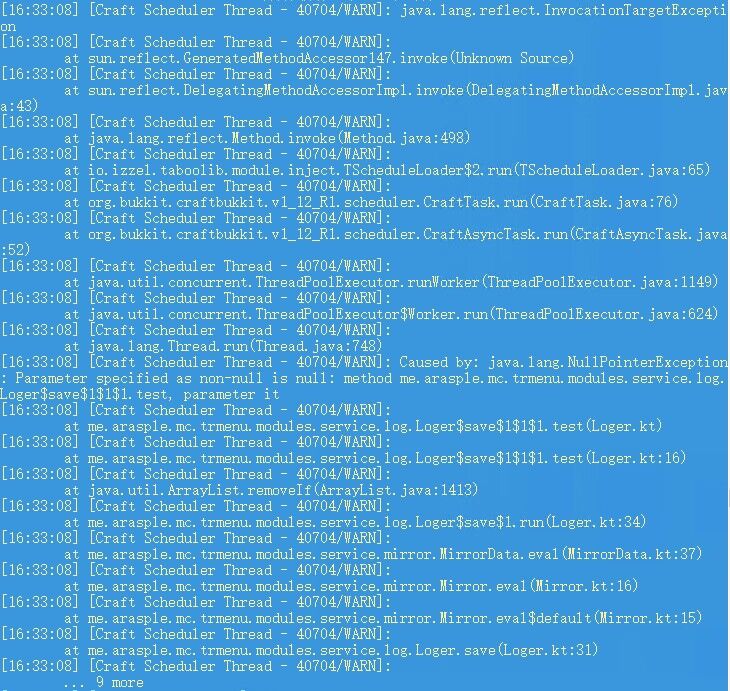 [16:33:08] [Craft Scheduler Thread - 40704/WARN]: java.lang.reflect.InvocationTargetExcepti
on
[16:33:08] [Craft Scheduler Thread - 40704/WARN]:
at sun.reflect.GeneratedMethodAccessor147.invoke(Unknown Source)
[16:33:08] [Craft Scheduler Thread - 40704/WARN]:
at sun.reflect.DelegatingMethodAccessorImpl.invoke(DelegatingMethodAccessorImpl.jav
a:43)
[16:33:08] [Craft Scheduler Thread - 40704/WARN]:
at java.lang.reflect.Method.invoke(Method.java:498)
[16:33:08] [Craft Scheduler Thread - 40704/WARN]:
at io.izzel.taboolib.module.inject.TScheduleLoader$2.run(TScheduleLoader.java:65)
[16:33:08] [Craft Scheduler Thread - 40704/WARN]:
at org.bukkit.craftbukkit.v1_12_R1.scheduler.CraftTask.run(CraftTask.java:76)
[16:33:08] [Craft Scheduler Thread - 40704/WARN]:
at org.bukkit.craftbukkit.v1_12_R1.scheduler.CraftAsyncTask.run(CraftAsyncTask.java
:52)
[16:33:08] [Craft Scheduler Thread - 40704/WARN]:
at java.util.concurrent.ThreadPoolExecutor.runWorker(ThreadPoolExecutor.java:1149)
[16:33:08] [Craft Scheduler Thread - 40704/WARN]:
at java.util.concurrent.ThreadPoolExecutor$Worker.run(ThreadPoolExecutor.java:624)
[16:33:08] [Craft Scheduler Thread - 40704/WARN]:
at java.lang.Thread.run(Thread.java:748)
[16:33:08] [Craft Scheduler Thread - 40704/WARN]: Caused by: java.lang.NullPointerException
: Parameter specified as non-null is null: method me.arasple.mc.trmenu.modules.service.log.
Loger$save$1$1$1.test, parameter it
[16:33:08] [Craft Scheduler Thread - 40704/WARN]:
at me.arasple.mc.trmenu.modules.service.log.Loger$save$1$1$1.test(Loger.kt)
[16:33:08] [Craft Scheduler Thread - 40704/WARN]:
at me.arasple.mc.trmenu.modules.service.log.Loger$save$1$1$1.test(Loger.kt:16)
[16:33:08] [Craft Scheduler Thread - 40704/WARN]:
at java.util.ArrayList.removeIf(ArrayList.java:1413)
[16:33:08] [Craft Scheduler Thread - 40704/WARN]:
at me.arasple.mc.trmenu.modules.service.log.Loger$save$1.run(Loger.kt:34)
[16:33:08] [Craft Scheduler Thread - 40704/WARN]:
at me.arasple.mc.trmenu.modules.service.mirror.MirrorData.eval(MirrorData.kt:37)
[16:33:08] [Craft Scheduler Thread - 40704/WARN]:
at me.arasple.mc.trmenu.modules.service.mirror.Mirror.eval(Mirror.kt:16)
[16:33:08] [Craft Scheduler Thread - 40704/WARN]:
at me.arasple.mc.trmenu.modules.service.mirror.Mirror.eval$default(Mirror.kt:15)
[16:33:08] [Craft Scheduler Thread - 40704/WARN]:
at me.arasple.mc.trmenu.modules.service.log.Loger.save(Loger.kt:31)
[16:33:08] [Craft Scheduler Thread - 40704/WARN]:
... 9 more